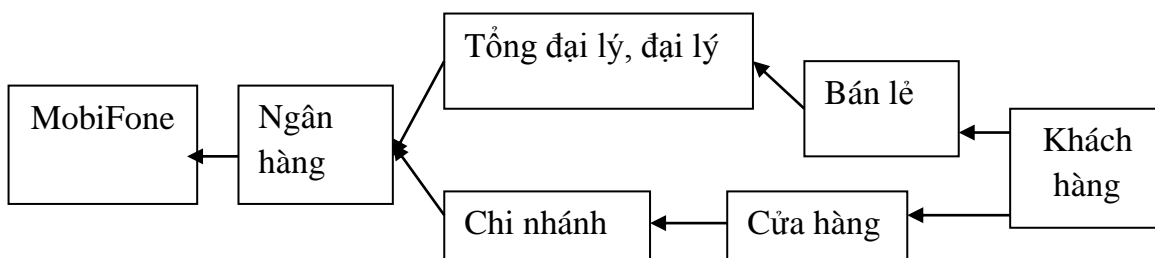 MobiFone
Ngân
hàng
Tổng đại lý, đại lý
Bán lẻ
Khách
hàng
Chi nhánh
Cửa hàng